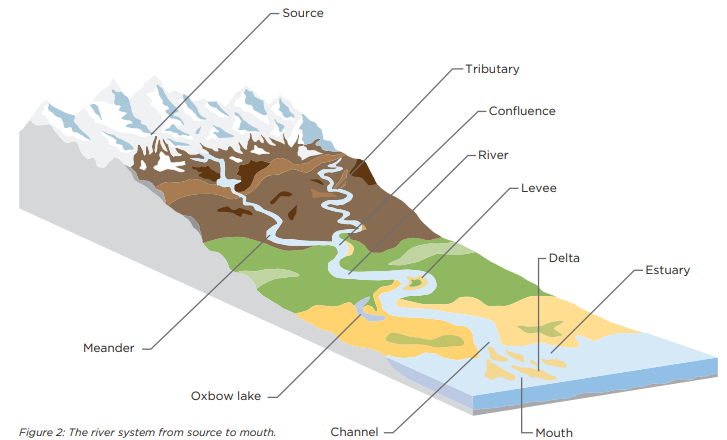 Source
Tributary
Confluence
River
Levee
Delta
Estuary
Meander
Oxbow lake
Channel
Mouth
Figure 2: The river system from source to mouth.